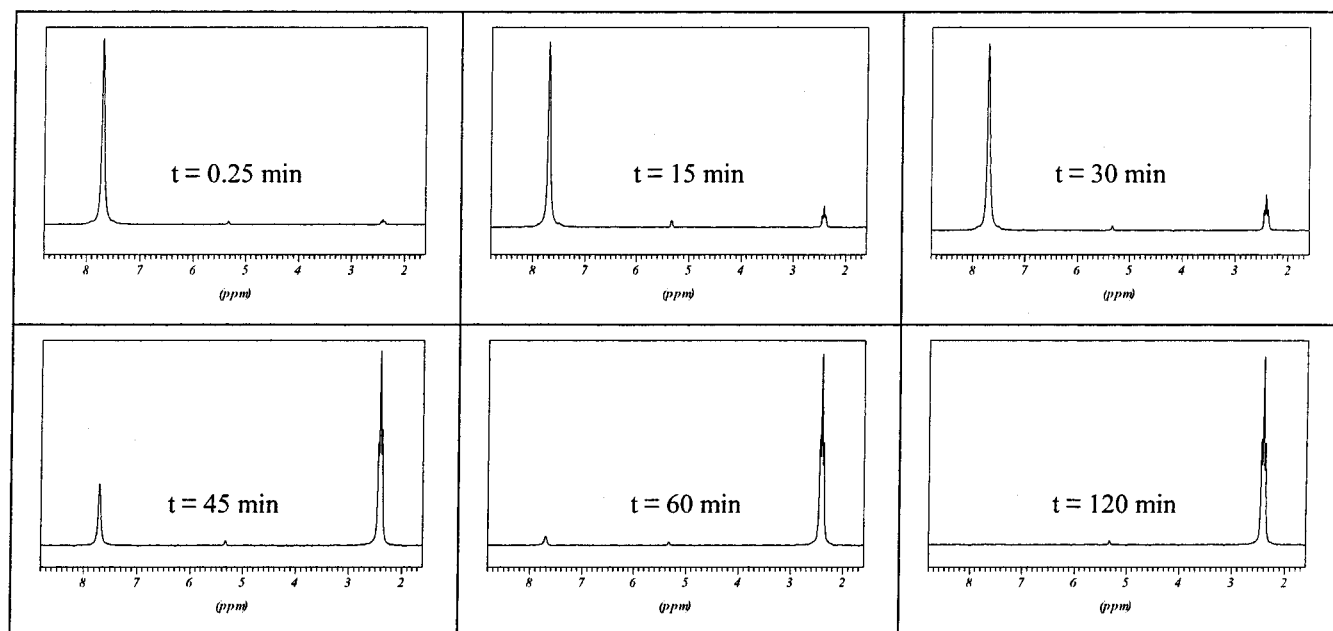 t = 0.25 min
8 7 6 5 4 3 2
(ppm)
t = 15 min
8 7 6 5 4 3 2
(ppm)
t = 30 min
8 7 6 5 4 3 2
(ppm)
t = 45 min
8 7 6 5 4 3 2
(ppm)
t = 60 min
8 7 6 5 4 3 2
(ppm)
t = 120 min
8 7 6 5 4 3 2
(ppm)